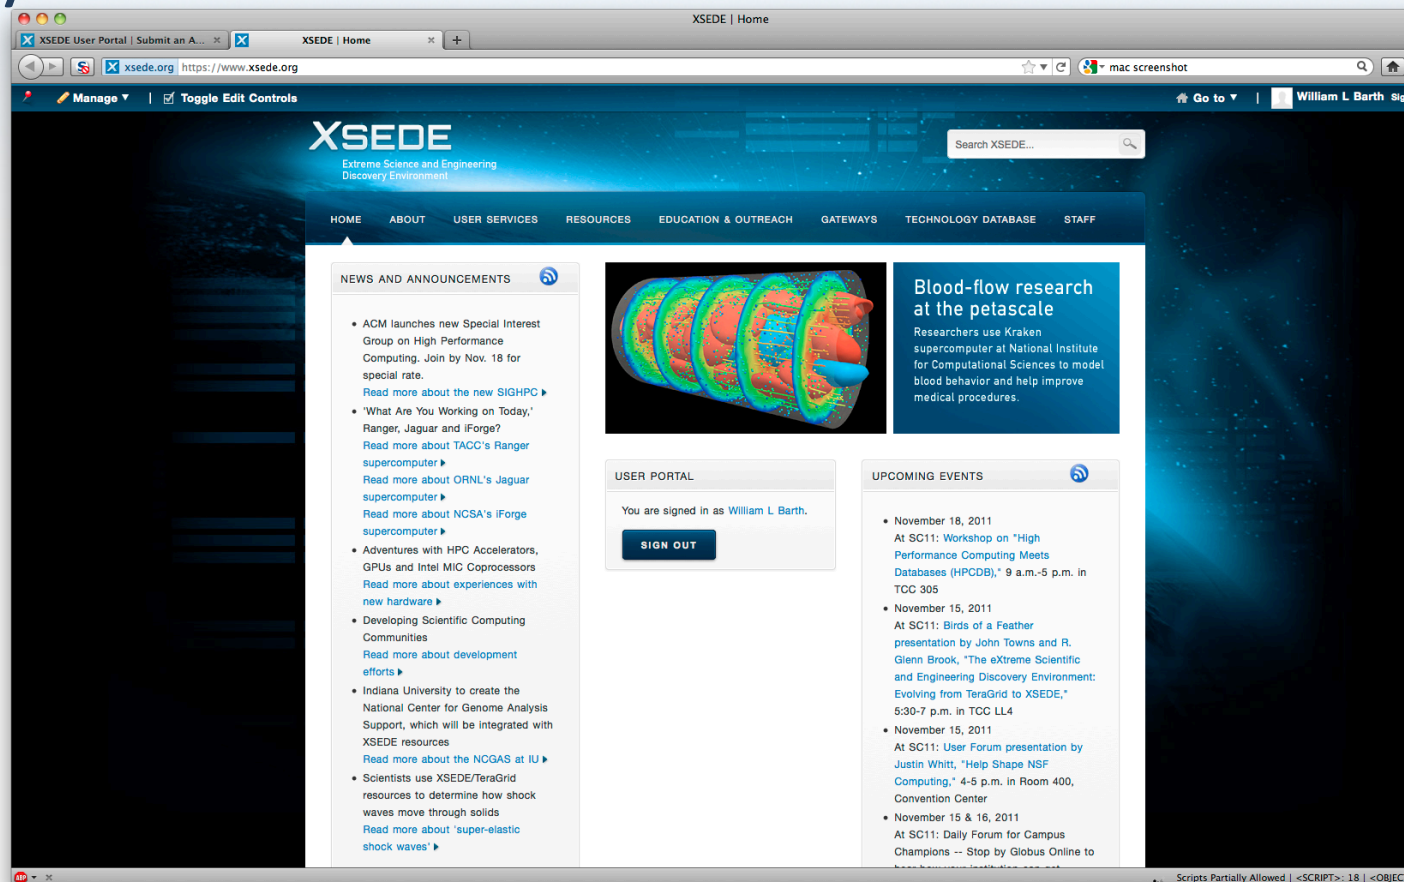 XSEDE | Home
XSEDE User Portal | Submit an A...
XSEDE | Home
xsede.org https://www.xsede.org
mac screenshot
Manage
|
Toggle Edit Controls
Go to
|
William L Barth
XSEDE
Extreme Science and Engineering
Discovery Environment
Search XSEDE...
HOME ABOUT USER SERVICES RESOURCES EDUCATION & OUTREACH GATEWAYS TECHNOLOGY DATABASE STAFF
NEWS AND ANNOUNCEMENTS
• ACM launches new Special Interest
Group on High Performance
Computing. Join by Nov. 18 for
special rate.
Read more about the new SIGHPC
• 'What Are You Working on Today,'
Ranger, Jaguar and iForge?
Read more about TACC's Ranger
supercomputer
Read more about ORNL's Jaguar
supercomputer
Read more about NCSA's iForge
supercomputer
• Adventures with HPC Accelerators,
GPUs and Intel MIC Coprocessors
Read more about experiences with
new hardware
• Developing Scientific Computing
Communities
Read more about development
efforts
• Indiana University to create the
National Center for Genome Analysis
Support, which will be integrated with
XSEDE resources
Read more about the NCGAS at IU
• Scientists use XSEDE/TeraGrid
resources to determine how shock
waves move through solids
Read more about 'super-elastic
shock waves'
Blood-flow research
at the petascale
Researchers use Kraken
supercomputer at National Institute
for Computational Sciences to model
blood behavior and help improve
medical procedures.
USER PORTAL
You are signed in as William L Barth.
SIGN OUT
UPCOMING EVENTS
• November 18, 2011
At SC11: Workshop on "High
Performance Computing Meets
Databases (HPCDB)," 9 a.m.-5 p.m. in
TCC 305
• November 15, 2011
At SC11: Birds of a Feather
presentation by John Towns and R.
Glenn Brook, "The eXtreme Scientific
and Engineering Discovery Environment:
Evolving from TeraGrid to XSEDE,"
5:30-7 p.m. in TCC LL4
• November 15, 2011
At SC11: User Forum presentation by
Justin Whitt, "Help Shape NSF
Computing," 4-5 p.m. in Room 400,
Convention Center
• November 15 & 16, 2011
At SC11: Daily Forum for Campus
Champions -- Stop by Globus Online to
ABP
Scripts Partially Allowed | <SCRIPT>: 18 | <OBJEC